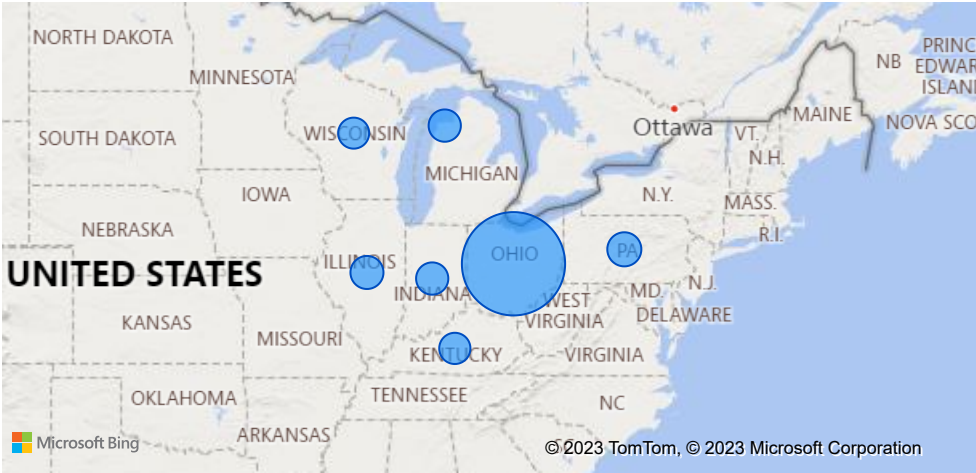 NORTH DAKOTA
MINNESOTA
NB
PRINC
EDWAR
ISLAN
MAINE
NOVA SCO
Ottawa
VT.
SOUTH DAKOTA
WISCONSIN
N.H.
MICHIGAN
IOWA
N.Y.
MASS.
NEBRASKA
R.I.
OHIO
PA
UNITED STATES
ILLINOIS
INDIANA
N.J.
MD.
WEST
VIRGINIA
DELAWARE
KANSAS
MISSOURI
KENTUCKY
VIRGINIA
OKLAHOMA
TENNESSEE
NC
ARKANSAS
Microsoft Bing
© 2023 TomTom, © 2023 Microsoft Corporation